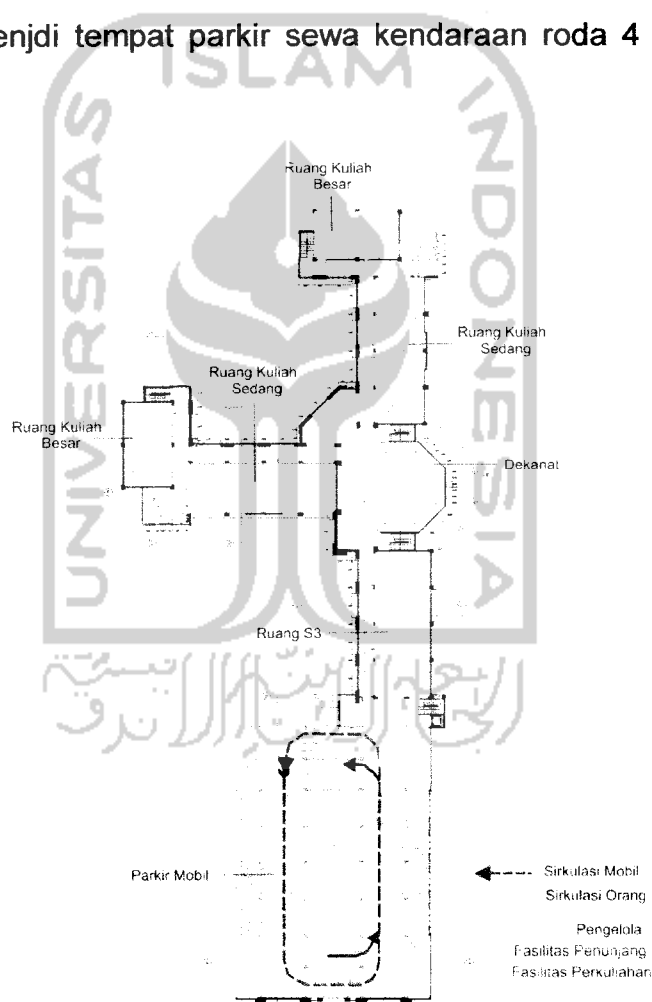 enjdi tempat parkir sewa kendaraan roda 4
ISLAM
UNIVERSITAS
INDONESIA
Ruang Kuliah
Besar
Ruang Kuliah
Sedang
Ruang Kuliah
Sedang
Ruang Kuliah
Besar
Dekanat
Ruang S3
Parkir Mobil
Sirkulasi Mobil
Sirkulasi Orang
Pengelola
Fasilitas Penunjang
Fasilitas Perkuliahan